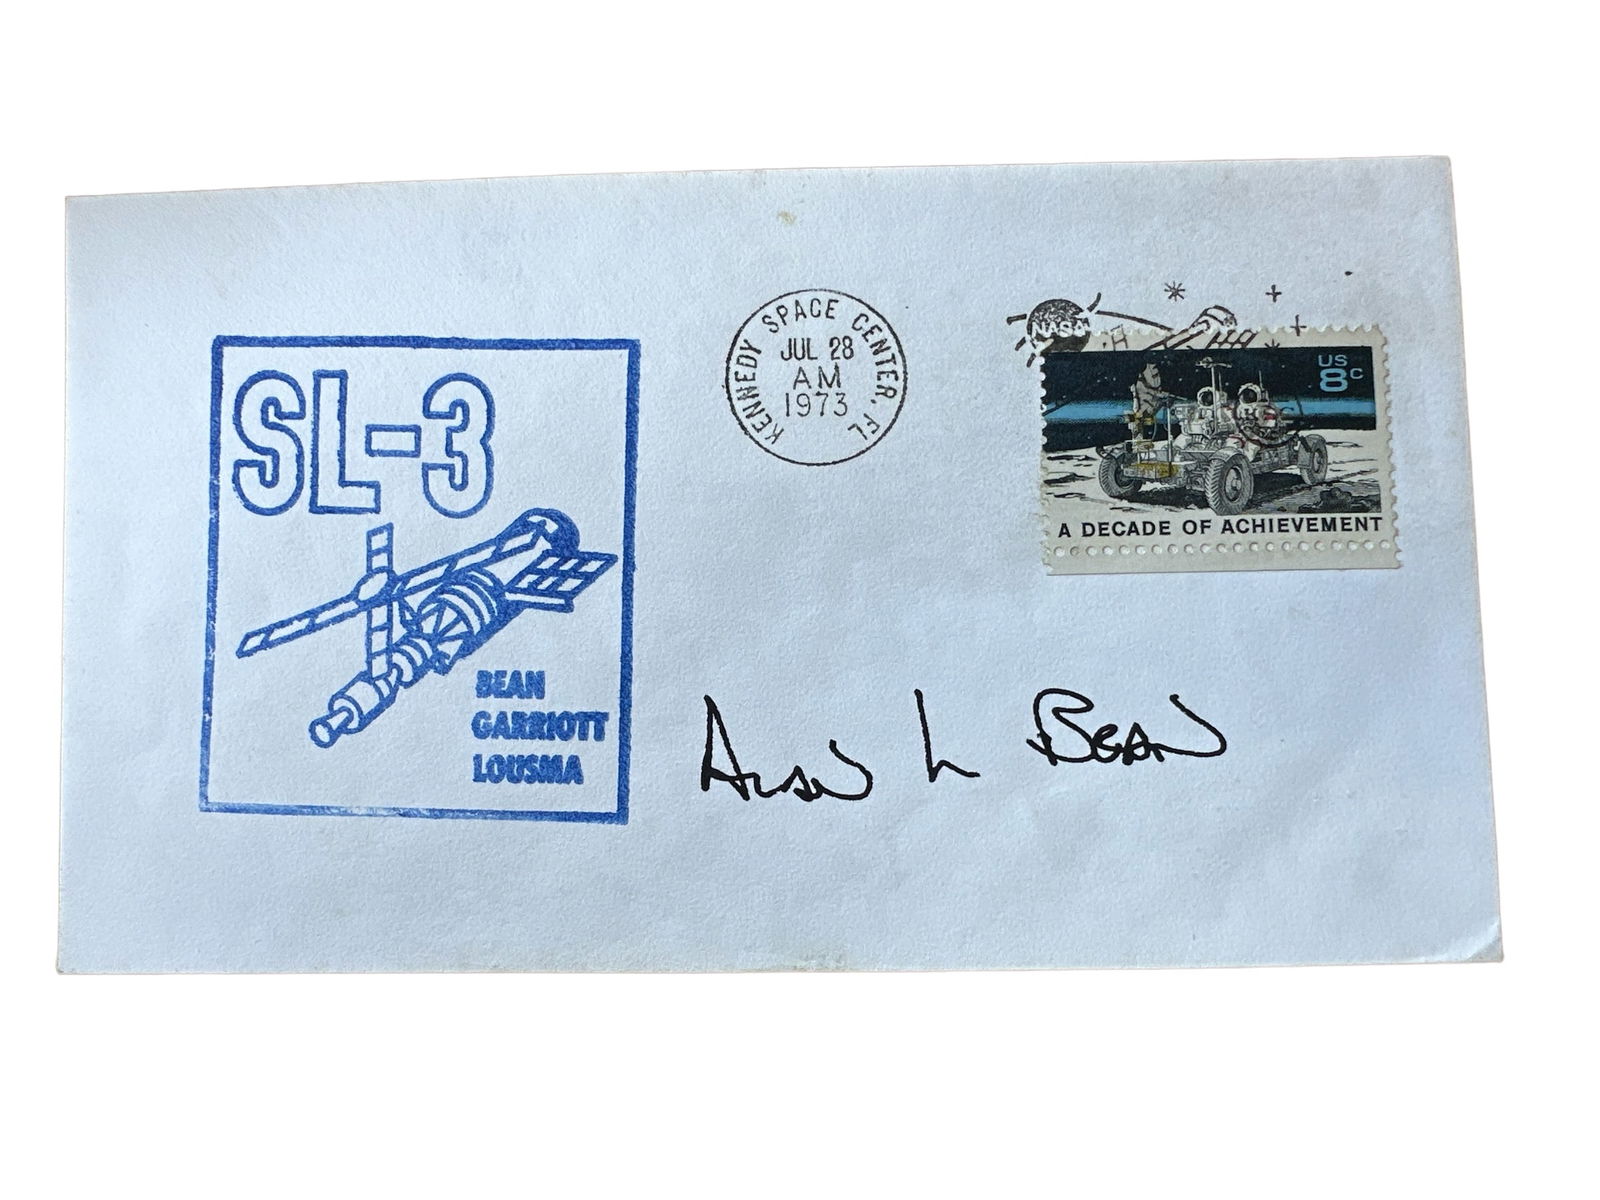 SL-3
BEAN
GARRIOTT
LOUSMA
KENNEDY SPACE CENTER, FL
JUL 28
AM
1973
NASA
US
8c
A DECADE OF ACHIEVEMENT
Alan L Bean